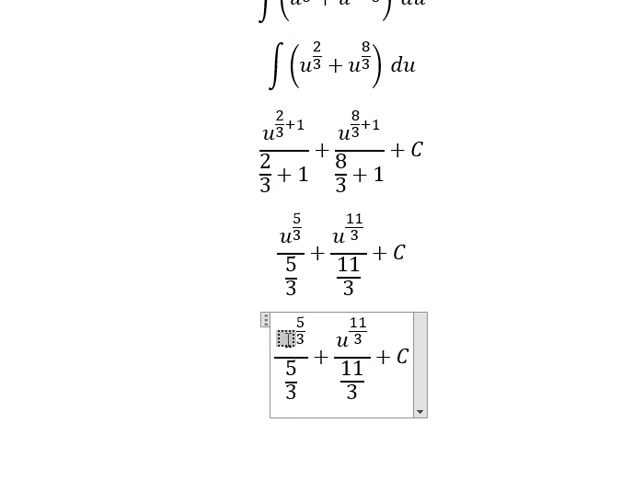 ∫ (u^(2/3) + u^(8/3)) du
u^(2/3+1)/(2/3 + 1) + u^(8/3+1)/(8/3 + 1) + C
u^(5/3)/(5/3) + u^(11/3)/(11/3) + C
u^(5/3)/(5/3) + u^(11/3)/(11/3) + C